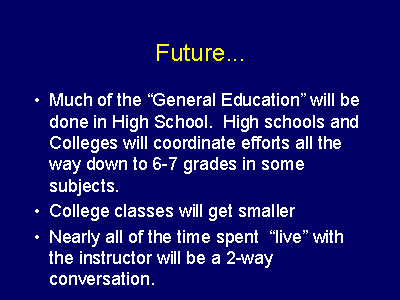 Future...
• Much of the “General Education” will be
done in High School.  High schools and
Colleges will coordinate efforts all the
way down to 6-7 grades in some
subjects.
• College classes will get smaller
• Nearly all of the time spent  “live” with
the instructor will be a 2-way
conversation.